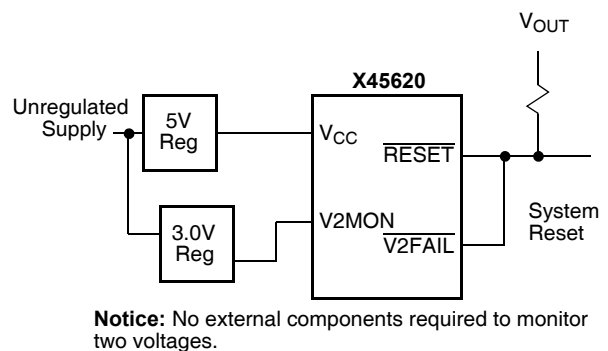 V_OUT
X45620
Unregulated
Supply
5V
Reg
V_CC
RESET
V2MON
3.0V
Reg
V2FAIL
System
Reset
Notice: No external components required to monitor
two voltages.